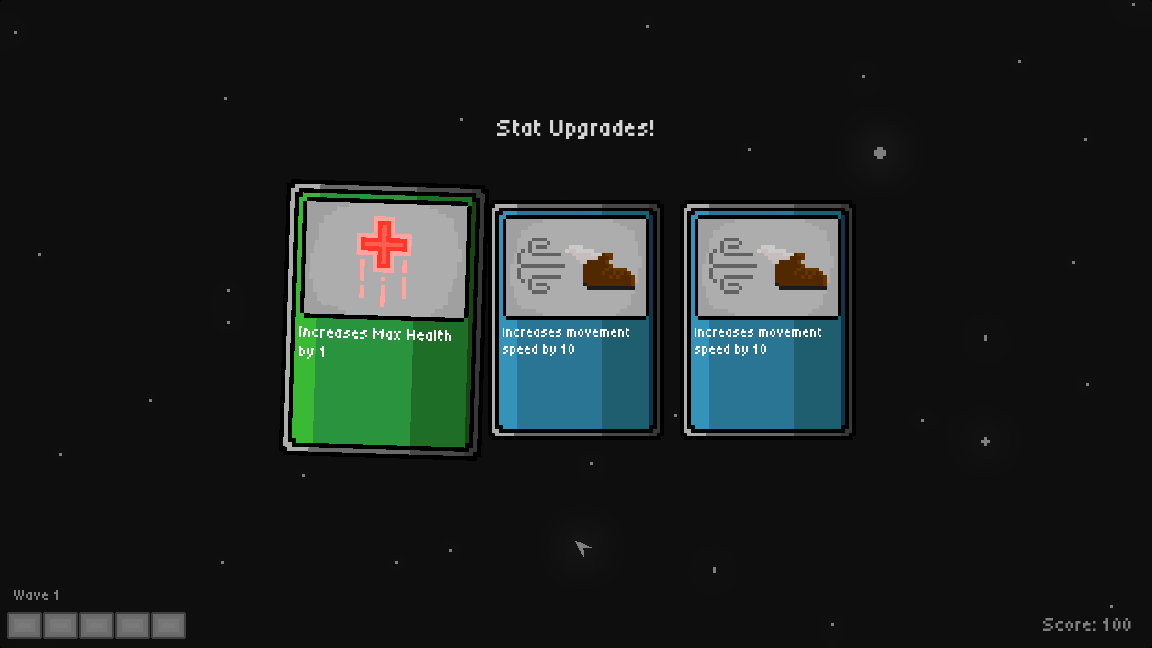 Stat Upgrades!
Increases Max Health
by 1
Increases movement
speed by 10
Increases movement
speed by 10
Wave 1
Score: 100